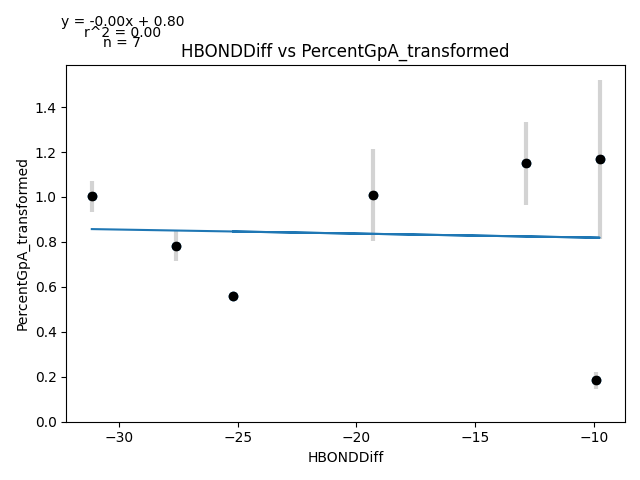 y = -0.00x + 0.80
r^2 = 0.00
n = 7
HBONDDiff vs PercentGpA_transformed
PercentGpA_transformed
1.4
1.2
1.0
0.8
0.6
0.4
0.2
0.0
−30
−25
−20
−15
−10
HBONDDiff